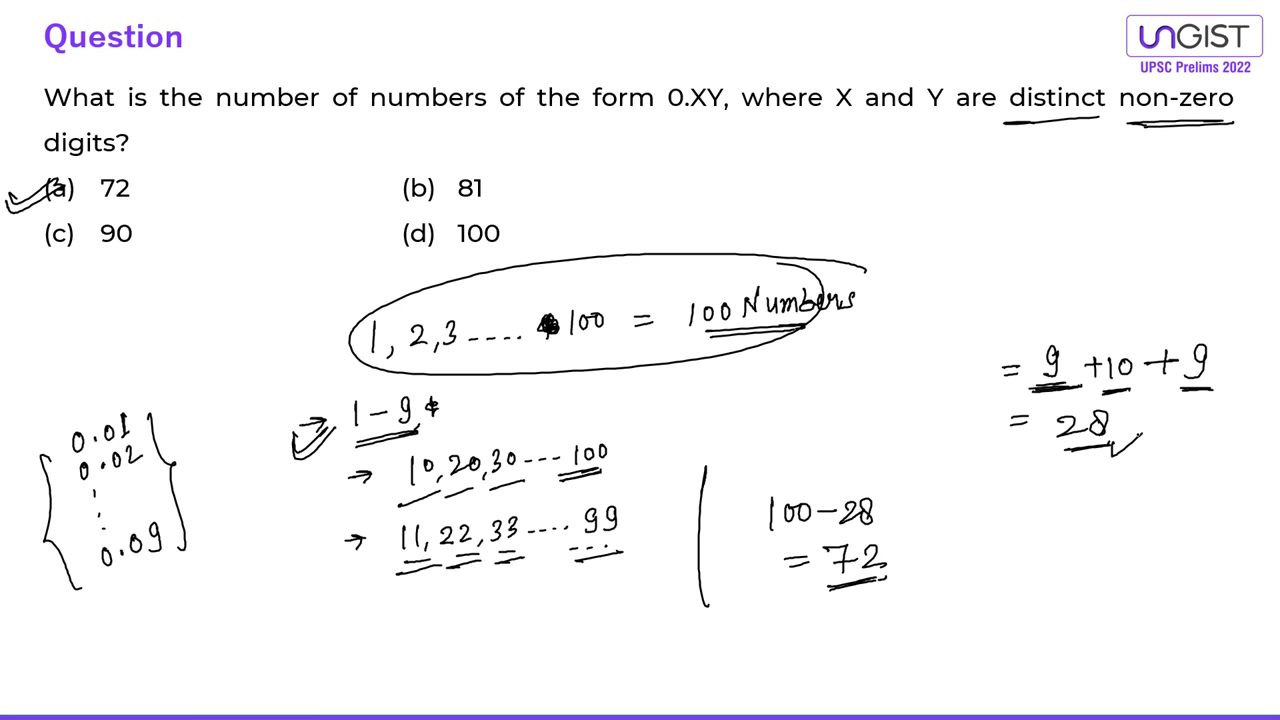 Question
UNGIST
UPSC Prelims 2022
What is the number of numbers of the form 0.XY, where X and Y are distinct non-zero
digits?
(a) 72
(b) 81
(c) 90
(d) 100
1, 2,3 ---- 100 = 100 Numbers
= 9 +10 + 9
= 28
0.01
0.02
0.09
→ 1 – 9
→ 10, 20, 30 --- 100
→ 11, 22, 33 .... 99
100 – 28
= 72